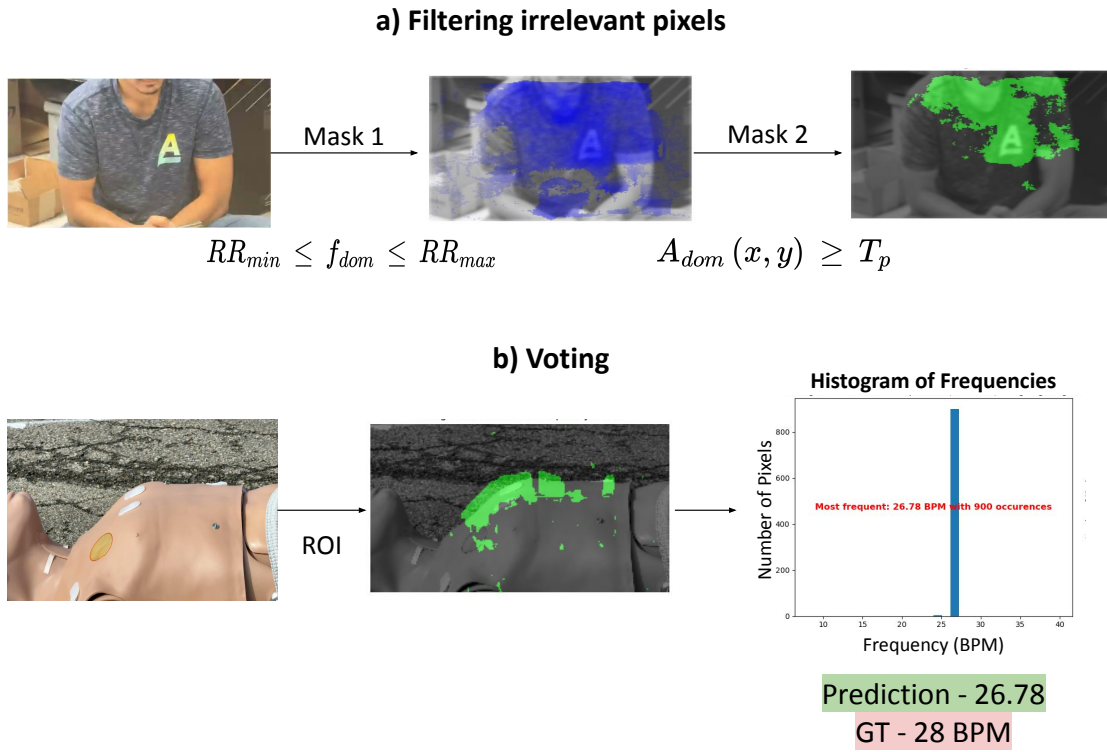 a) Filtering irrelevant pixels
A
Mask 1
A
Mask 2
A
RR_min ≤ f_dom ≤ RR_max
A_dom (x, y) ≥ T_p
b) Voting
Histogram of Frequencies
ROI
Number of Pixels
800
600
400
200
0
Most frequent: 26.78 BPM with 900 occurences
10 15 20 25 30 35 40
Frequency (BPM)
Prediction - 26.78
GT - 28 BPM